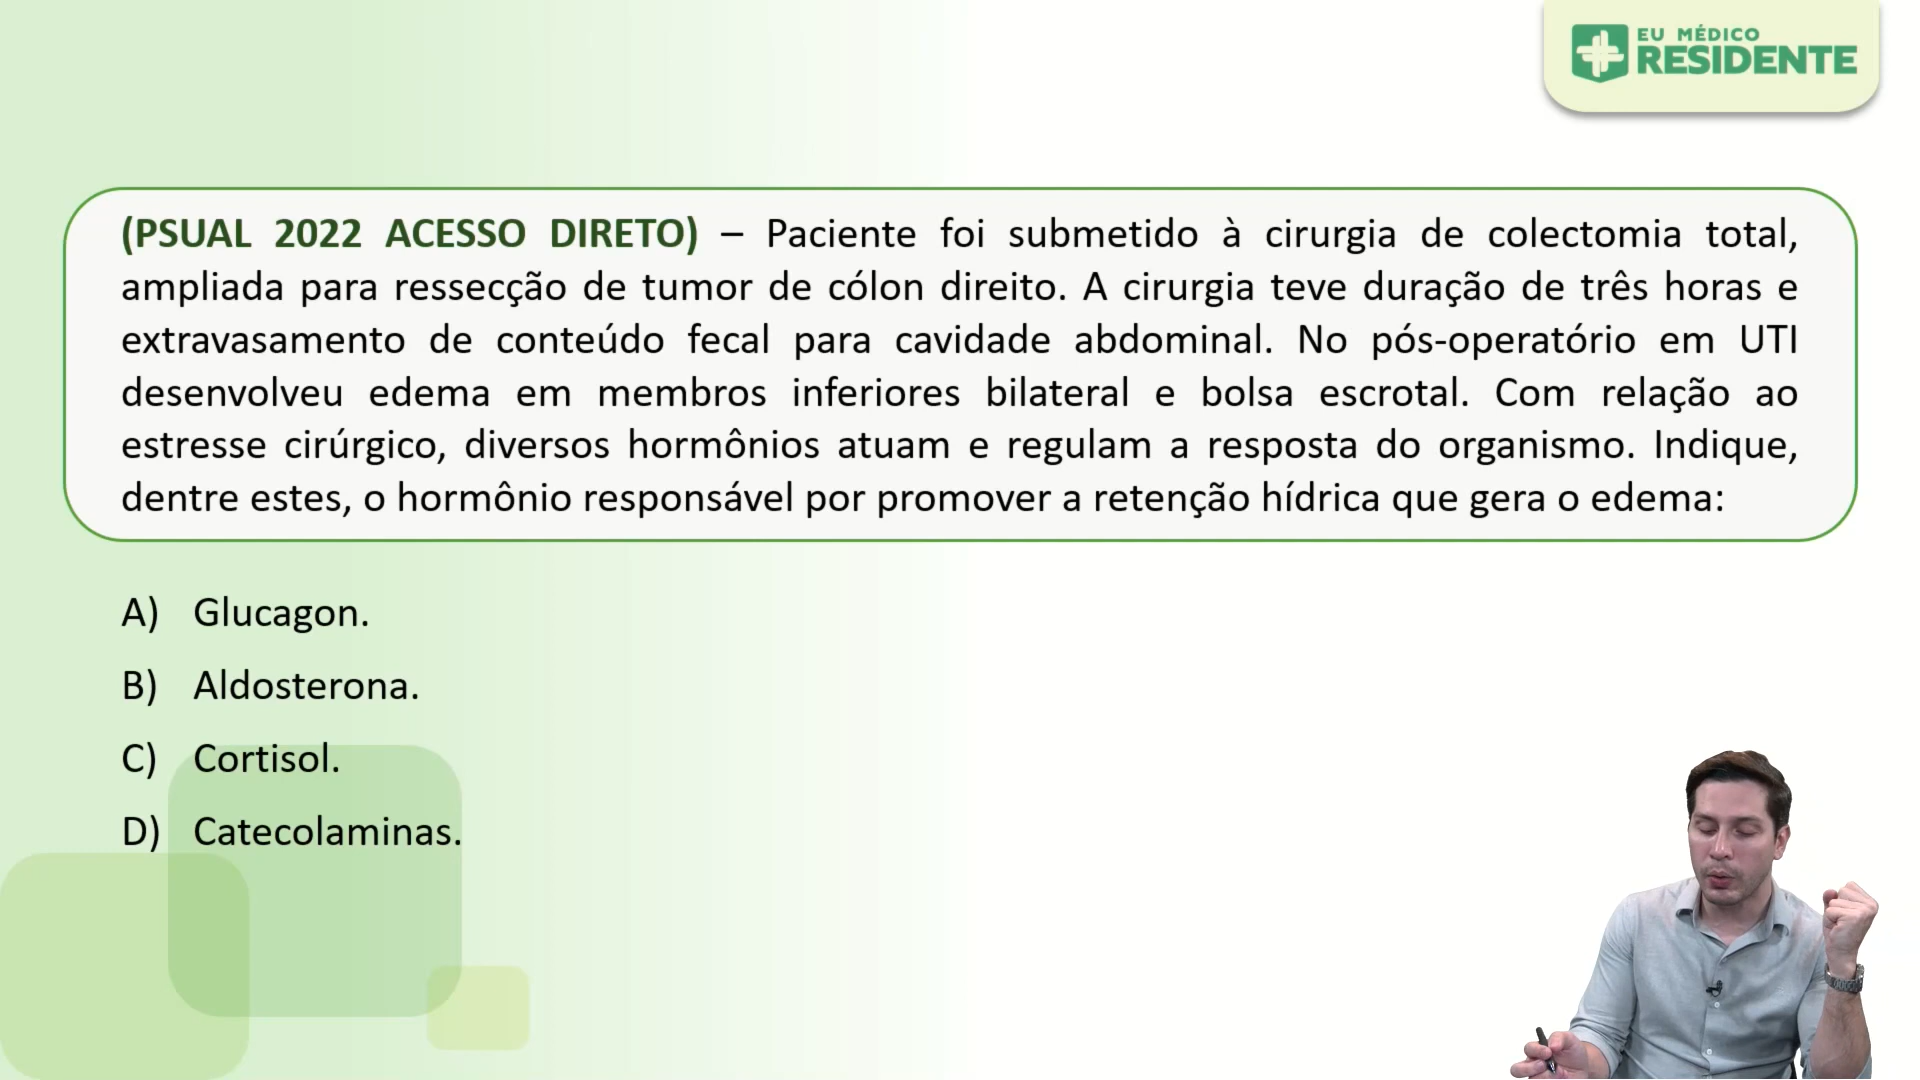 EU MÉDICO
RESIDENTE
(PSUAL 2022 ACESSO DIRETO) – Paciente foi submetido à cirurgia de colectomia total,
ampliada para ressecção de tumor de cólon direito. A cirurgia teve duração de três horas e
extravasamento de conteúdo fecal para cavidade abdominal. No pós-operatório em UTI
desenvolveu edema em membros inferiores bilateral e bolsa escrotal. Com relação ao
estresse cirúrgico, diversos hormônios atuam e regulam a resposta do organismo. Indique,
dentre estes, o hormônio responsável por promover a retenção hídrica que gera o edema:
A) Glucagon.
B) Aldosterona.
C) Cortisol.
D) Catecolaminas.